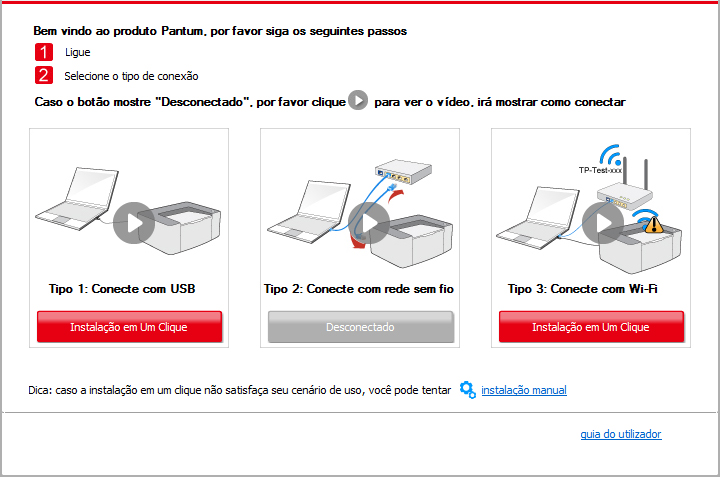 Bem vindo ao produto Pantum, por favor siga os seguintes passos
1 Ligue
2 Selecione o tipo de conexão
Caso o botão mostre "Desconectado", por favor clique para ver o vídeo, irá mostrar como conectar
TP-Test-xxx
Tipo 1: Conecte com USB
Tipo 2: Conecte com rede sem fio
Tipo 3: Conecte com Wi-Fi
Instalação em Um Clique
Desconectado
Instalação em Um Clique
Dica: caso a instalação em um clique não satisfaça seu cenário de uso, você pode tentar instalação manual
guia do utilizador